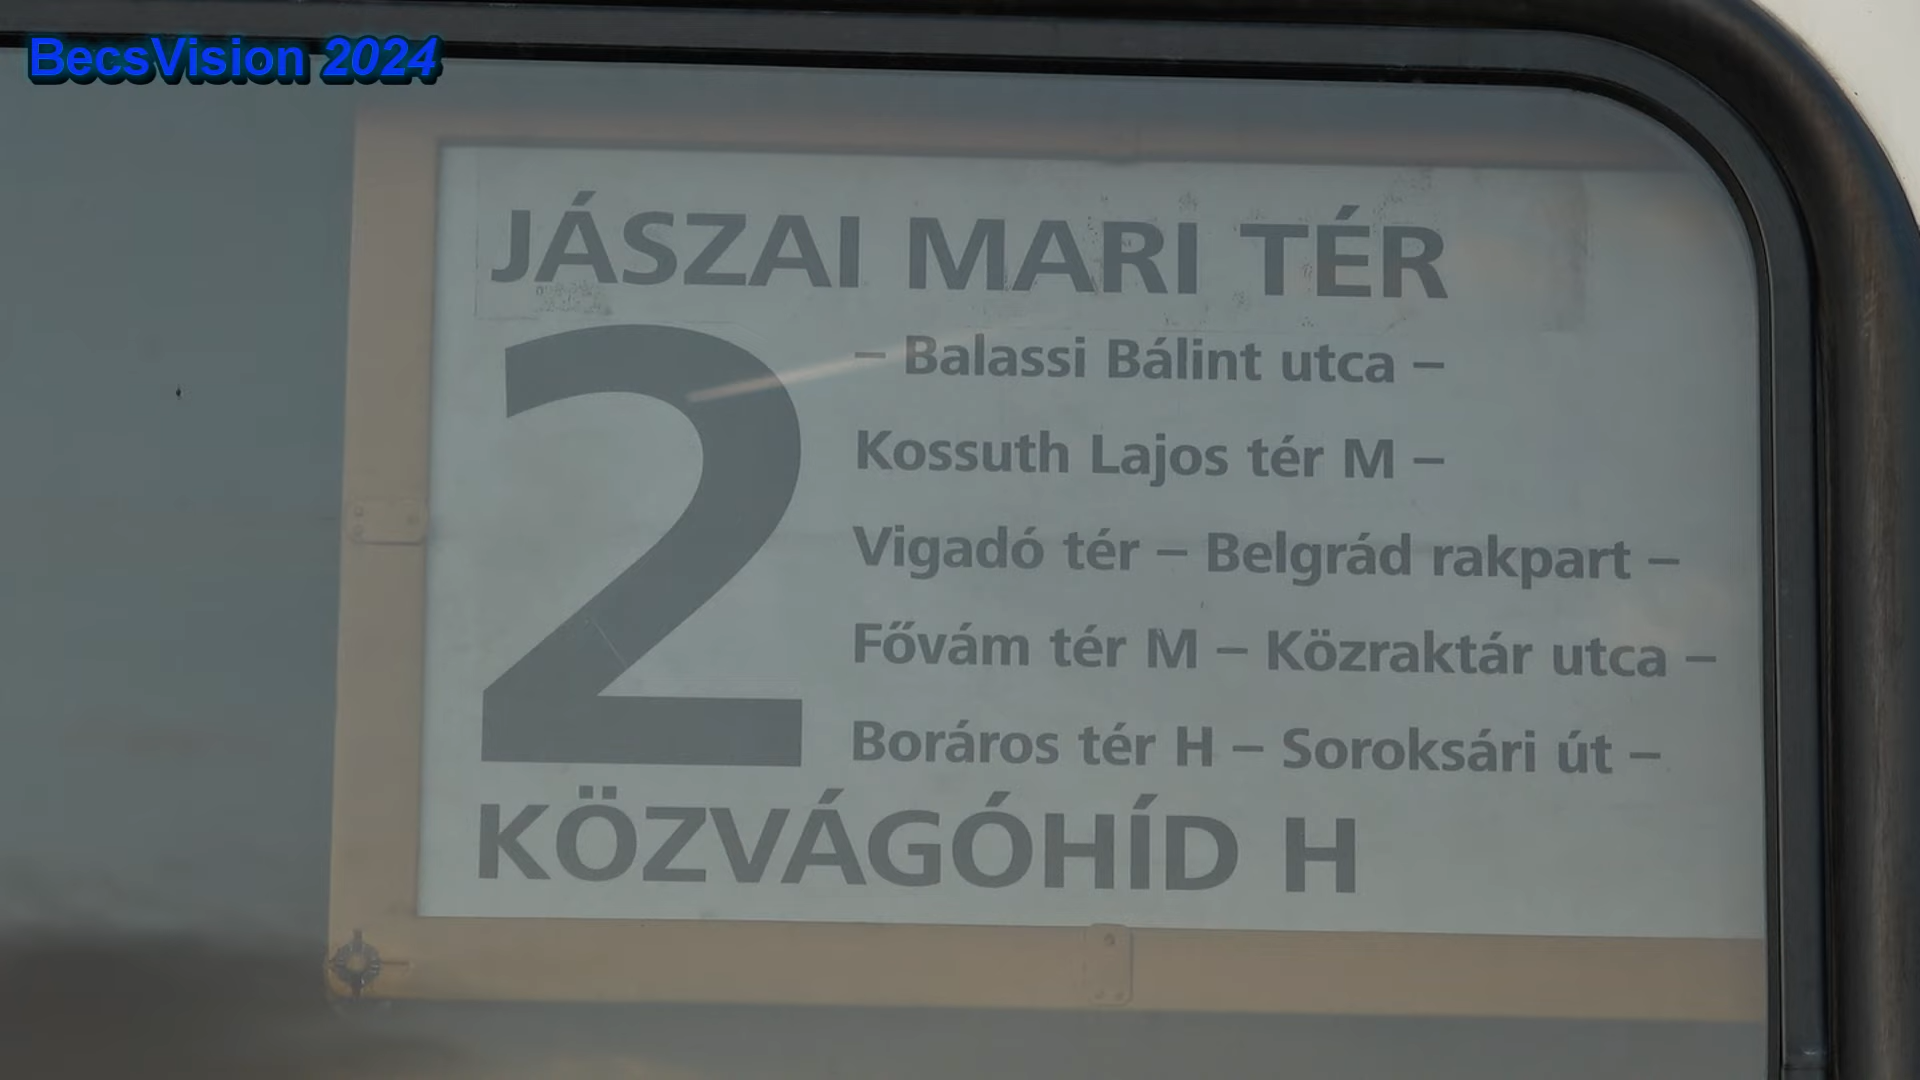 BecsVision 2024
JÁSZAI MARI TÉR
2
– Balassi Bálint utca –
Kossuth Lajos tér M –
Vigadó tér – Belgrád rakpart –
Fővám tér M – Közraktár utca –
Boráros tér H – Soroksári út –
KÖZVÁGÓHÍD H